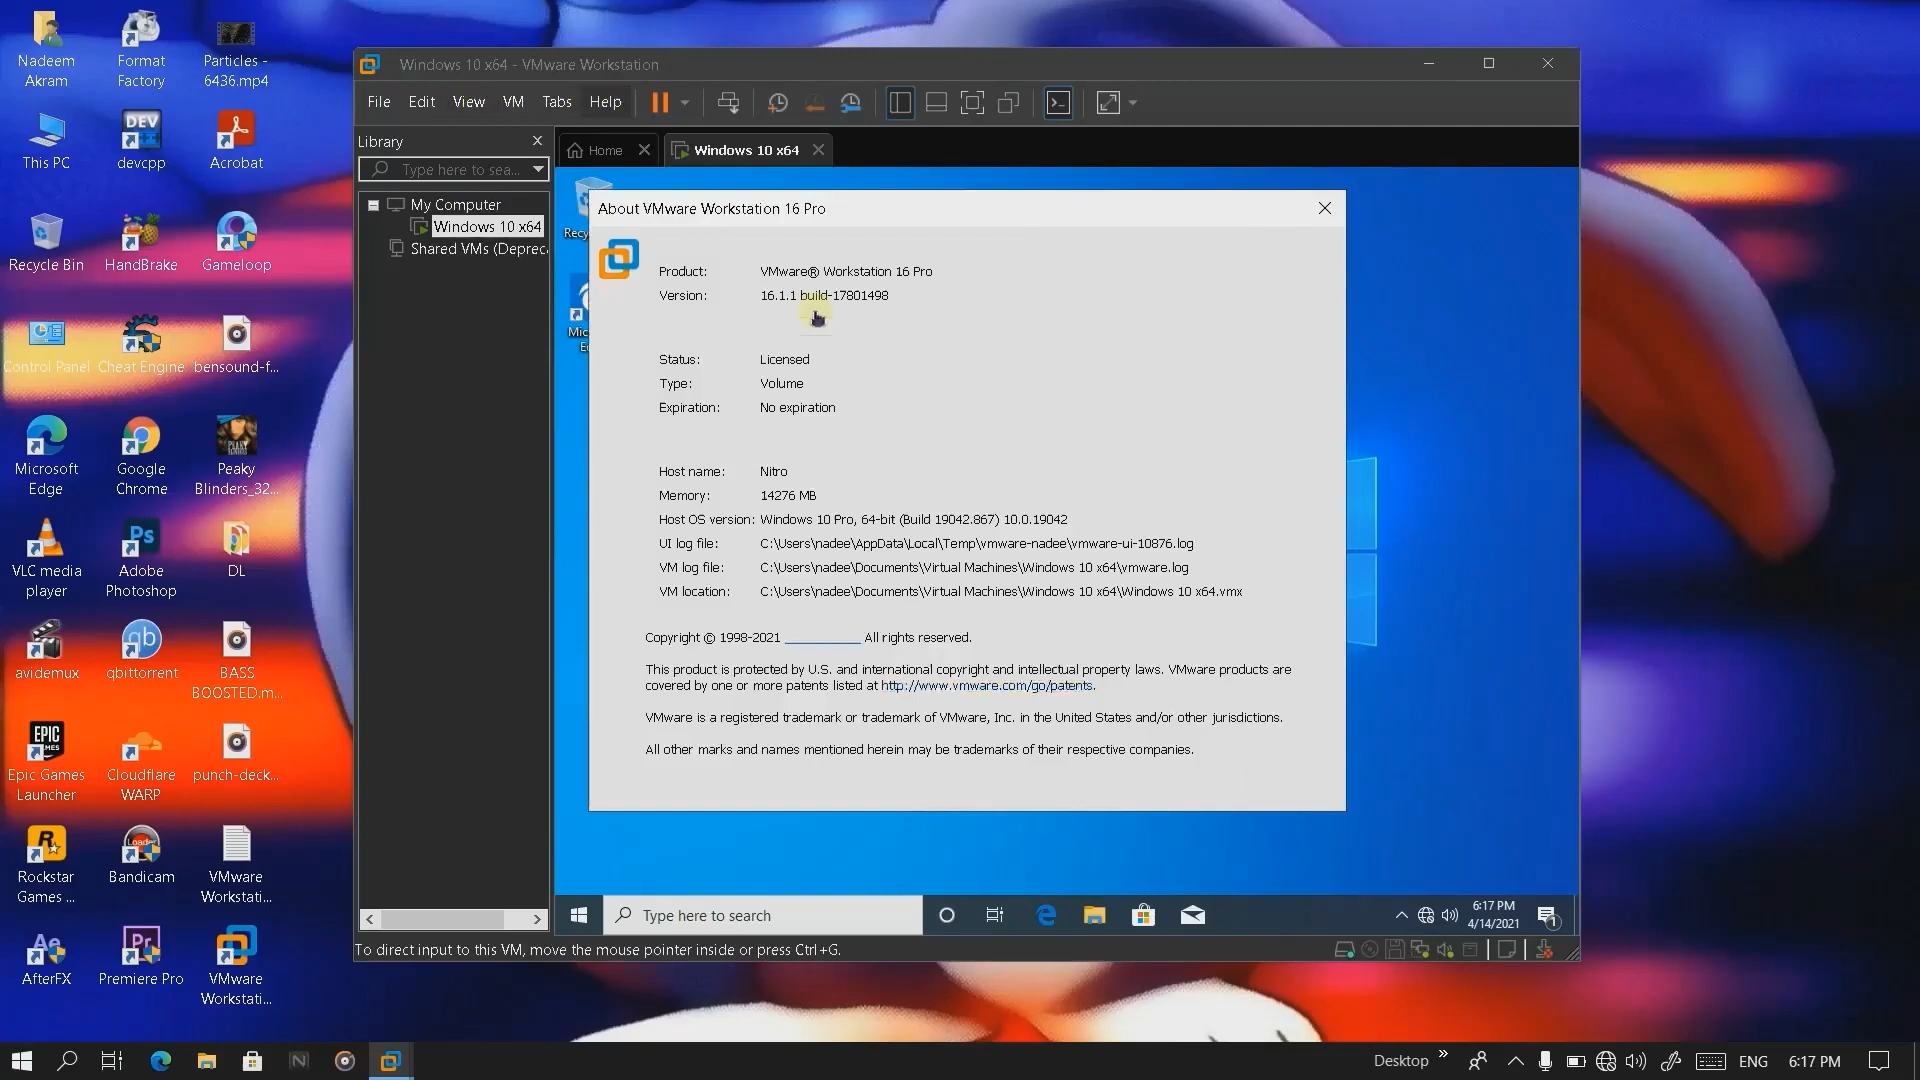 Nadeem
Akram
Format
Factory
Particles -
6436.mp4
This PC
devcpp
Acrobat
Recycle Bin
HandBrake
Gameloop
Control Panel
Cheat Engine
bensound-f...
Microsoft
Edge
Google
Chrome
Peaky
Blinders_32...
VLC media
player
Adobe
Photoshop
DL
avidemux
qbittorrent
BASS
BOOSTED.m...
Epic Games
Launcher
Cloudflare
WARP
punch-deck...
Rockstar
Games ...
Bandicam
VMware
Workstati...
AfterFX
Premiere Pro
VMware
Workstati...
Windows 10 x64 - VMware Workstation
File Edit View VM Tabs Help
Library
Type here to sea...
My Computer
Windows 10 x64
Shared VMs (Depreca
Home
Windows 10 x64
Recy
Mic
E
About VMware Workstation 16 Pro
Product: VMware® Workstation 16 Pro
Version: 16.1.1 build-17801498
Status: Licensed
Type: Volume
Expiration: No expiration
Host name: Nitro
Memory: 14276 MB
Host OS version: Windows 10 Pro, 64-bit (Build 19042.867) 10.0.19042
UI log file: C:\Users\nadee\AppData\Local\Temp\vmware-nadee\vmware-ui-10876.log
VM log file: C:\Users\nadee\Documents\Virtual Machines\Windows 10 x64\vmware.log
VM location: C:\Users\nadee\Documents\Virtual Machines\Windows 10 x64\Windows 10 x64.vmx
Copyright © 1998-2021 All rights reserved.
This product is protected by U.S. and international copyright and intellectual property laws. VMware products are
covered by one or more patents listed at http://www.vmware.com/go/patents.
VMware is a registered trademark or trademark of VMware, Inc. in the United States and/or other jurisdictions.
All other marks and names mentioned herein may be trademarks of their respective companies.
Type here to search
6:17 PM
4/14/2021
1
To direct input to this VM, move the mouse pointer inside or press Ctrl+G.
Desktop
ENG
6:17 PM